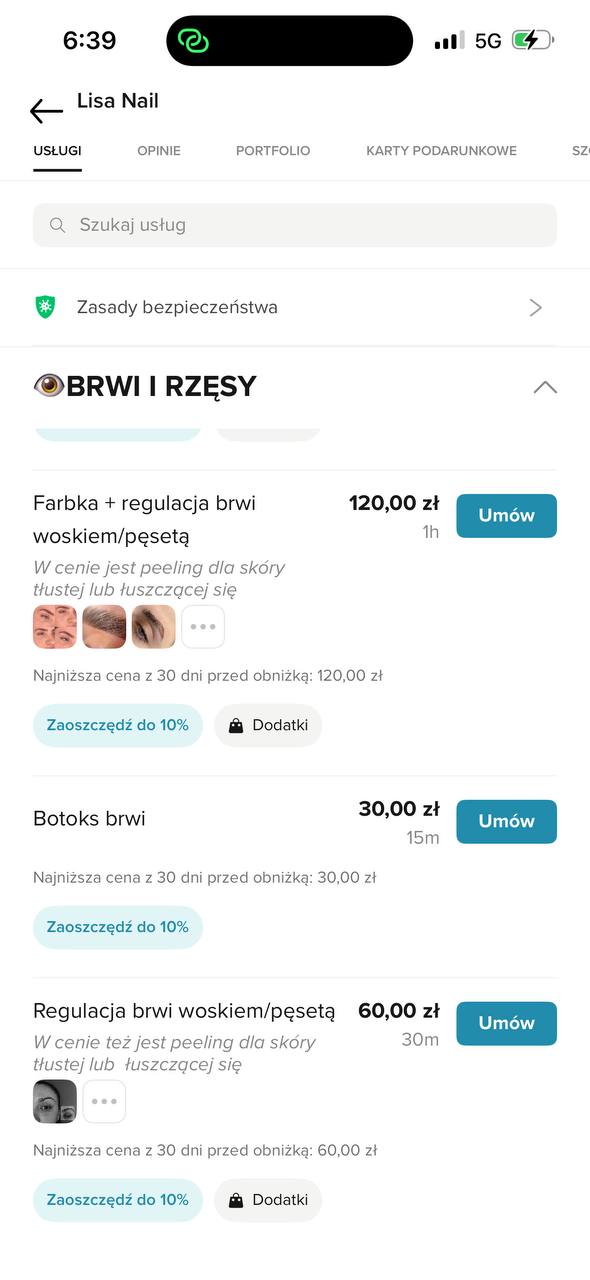 6:39
5G
Lisa Nail
USŁUGI OPINIE PORTFOLIO KARTY PODARUNKOWE SZ
Szukaj usług
Zasady bezpieczeństwa
👁️BRWI I RZĘSY
Farbka + regulacja brwi 120,00 zł Umów
woskiem/pęsetą 1h
W cenie jest peeling dla skóry
tłustej lub łuszczącej się
Najniższa cena z 30 dni przed obniżką: 120,00 zł
Zaoszczędź do 10% Dodatki
Botoks brwi 30,00 zł Umów
15m
Najniższa cena z 30 dni przed obniżką: 30,00 zł
Zaoszczędź do 10%
Regulacja brwi woskiem/pęsetą 60,00 zł Umów
W cenie też jest peeling dla skóry 30m
tłustej lub  łuszczącej się
Najniższa cena z 30 dni przed obniżką: 60,00 zł
Zaoszczędź do 10% Dodatki